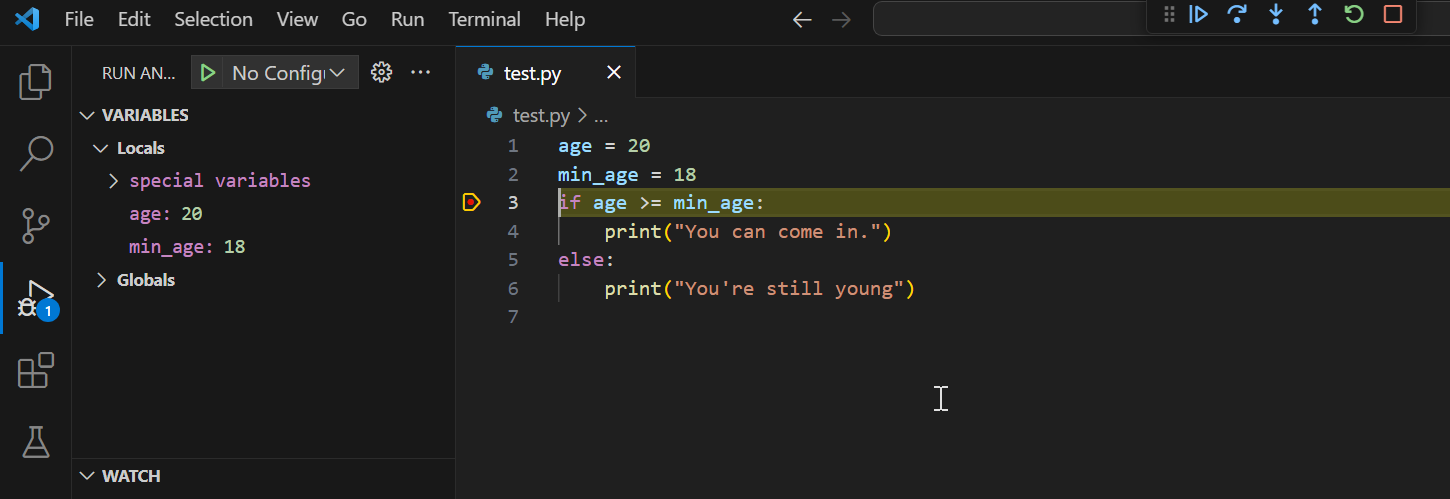 File Edit Selection View Go Run Terminal Help
RUN AN... No Config
VARIABLES
Locals
special variables
age: 20
min_age: 18
Globals
1
WATCH
test.py
test.py > ...
1 age = 20
2 min_age = 18
3 if age >= min_age:
4     print("You can come in.")
5 else:
6     print("You're still young")
7